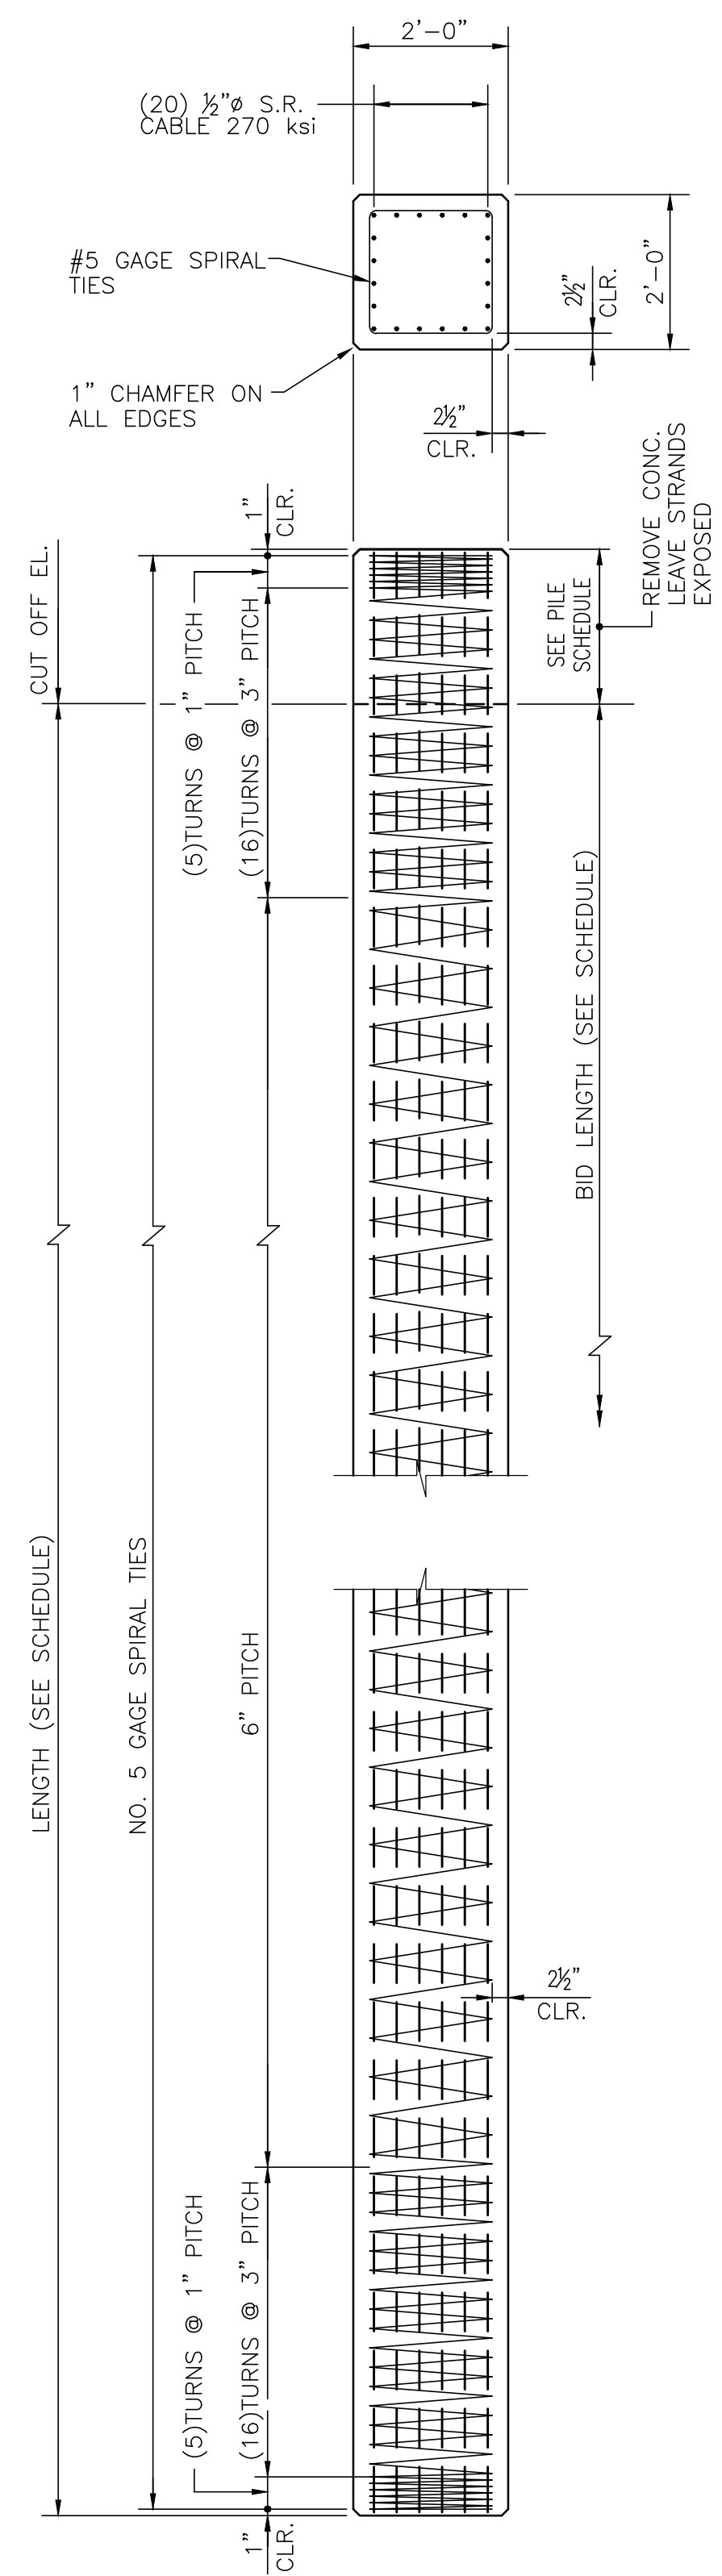 2'-0"
(20) ½"ø S.R.
CABLE 270 ksi
#5 GAGE SPIRAL
TIES
2½"
CLR.
2'-0"
1" CHAMFER ON
ALL EDGES
2½"
CLR.
1"
CLR.
CUT OFF EL.
(5)TURNS @ 1" PITCH
(16)TURNS @ 3" PITCH
SEE PILE
SCHEDULE
REMOVE CONC.
LEAVE STRANDS
EXPOSED
BID LENGTH (SEE SCHEDULE)
LENGTH (SEE SCHEDULE)
NO. 5 GAGE SPIRAL TIES
6" PITCH
2½"
CLR.
(5)TURNS @ 1" PITCH
(16)TURNS @ 3" PITCH
1"
CLR.